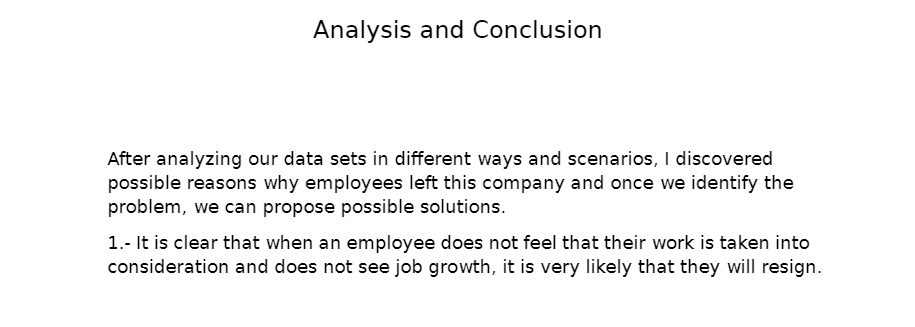 Analysis and Conclusion
After analyzing our data sets in different ways and scenarios, I discovered
possible reasons why employees left this company and once we identify the
problem, we can propose possible solutions.
1.- It is clear that when an employee does not feel that their work is taken into
consideration and does not see job growth, it is very likely that they will resign.